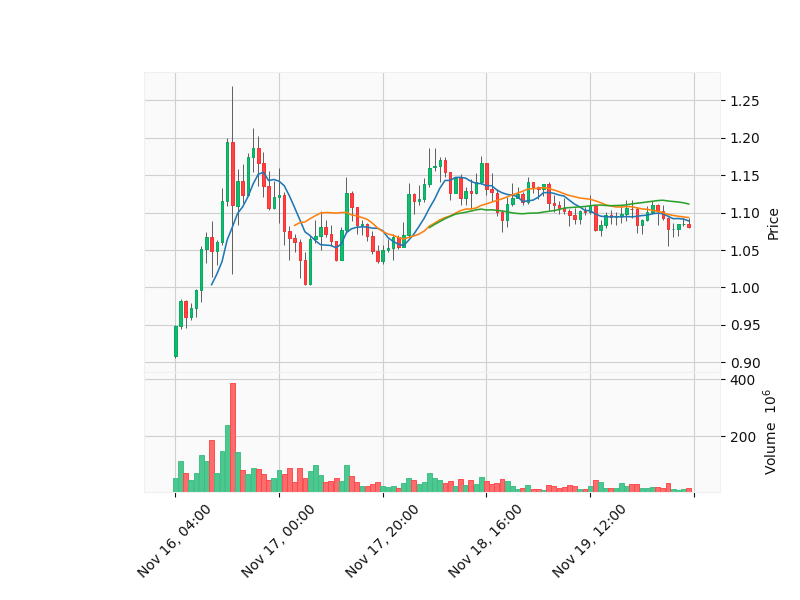 1.25
1.20
1.15
1.10
1.05
1.00
0.95
0.90
Price
400
200
Volume 10^6
Nov 16, 04:00
Nov 17, 00:00
Nov 17, 20:00
Nov 18, 16:00
Nov 19, 12:00